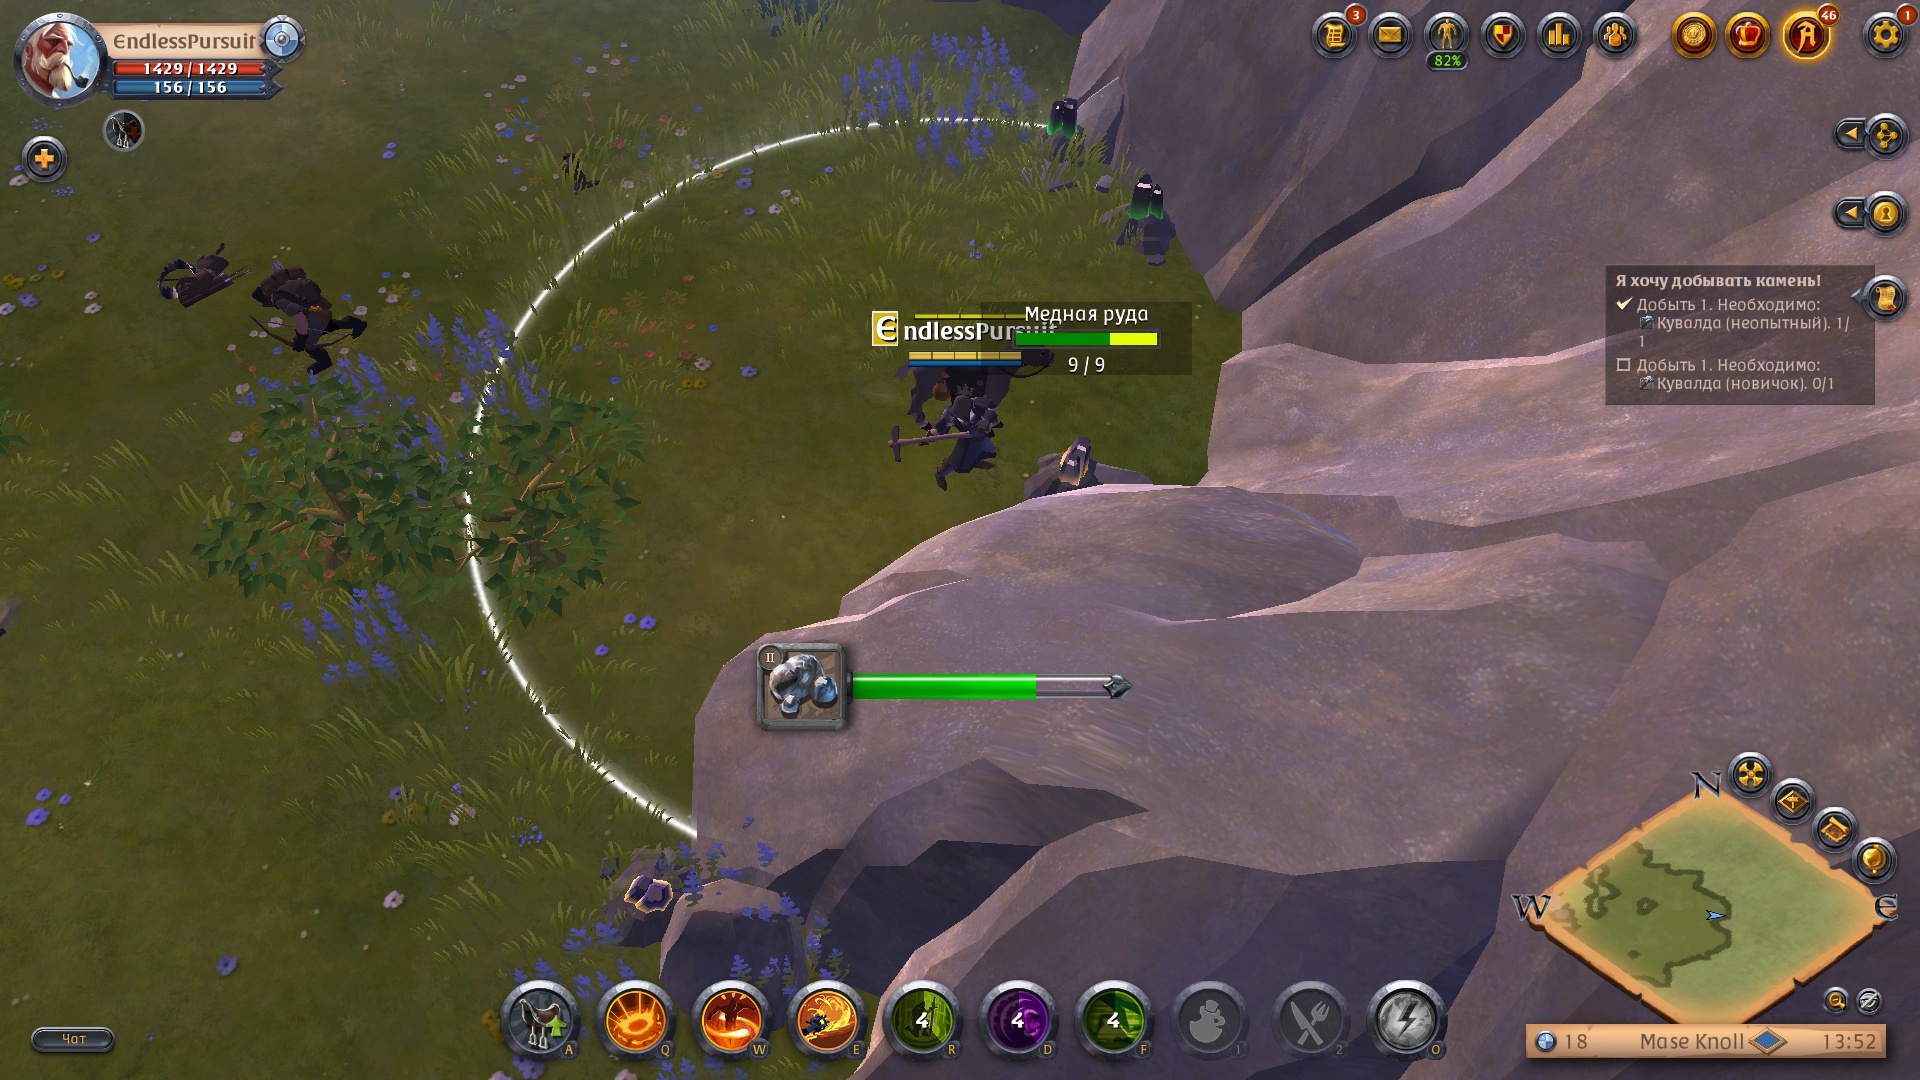 EndlessPursuit
1429 / 1429
156 / 156
3
82%
46
1
Я хочу добывать камень!
Добыть 1. Необходимо:
Кувалда (неопытный). 1/
1
Добыть 1. Необходимо:
Кувалда (новичок). 0/1
Медная руда
EndlessPursuit
9 / 9
II
N
W
E
A
Q
W
E
4
R
4
D
4
F
1
2
O
Чат
18
Mase Knoll
13:52